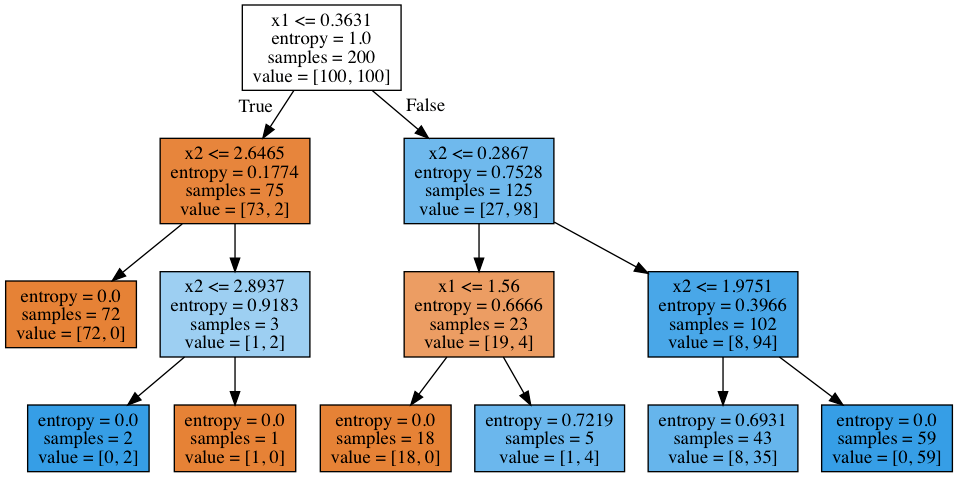 x1 <= 0.3631
entropy = 1.0
samples = 200
value = [100, 100]
True
False
x2 <= 2.6465
entropy = 0.1774
samples = 75
value = [73, 2]
x2 <= 0.2867
entropy = 0.7528
samples = 125
value = [27, 98]
entropy = 0.0
samples = 72
value = [72, 0]
x2 <= 2.8937
entropy = 0.9183
samples = 3
value = [1, 2]
x1 <= 1.56
entropy = 0.6666
samples = 23
value = [19, 4]
x2 <= 1.9751
entropy = 0.3966
samples = 102
value = [8, 94]
entropy = 0.0
samples = 2
value = [0, 2]
entropy = 0.0
samples = 1
value = [1, 0]
entropy = 0.0
samples = 18
value = [18, 0]
entropy = 0.7219
samples = 5
value = [1, 4]
entropy = 0.6931
samples = 43
value = [8, 35]
entropy = 0.0
samples = 59
value = [0, 59]